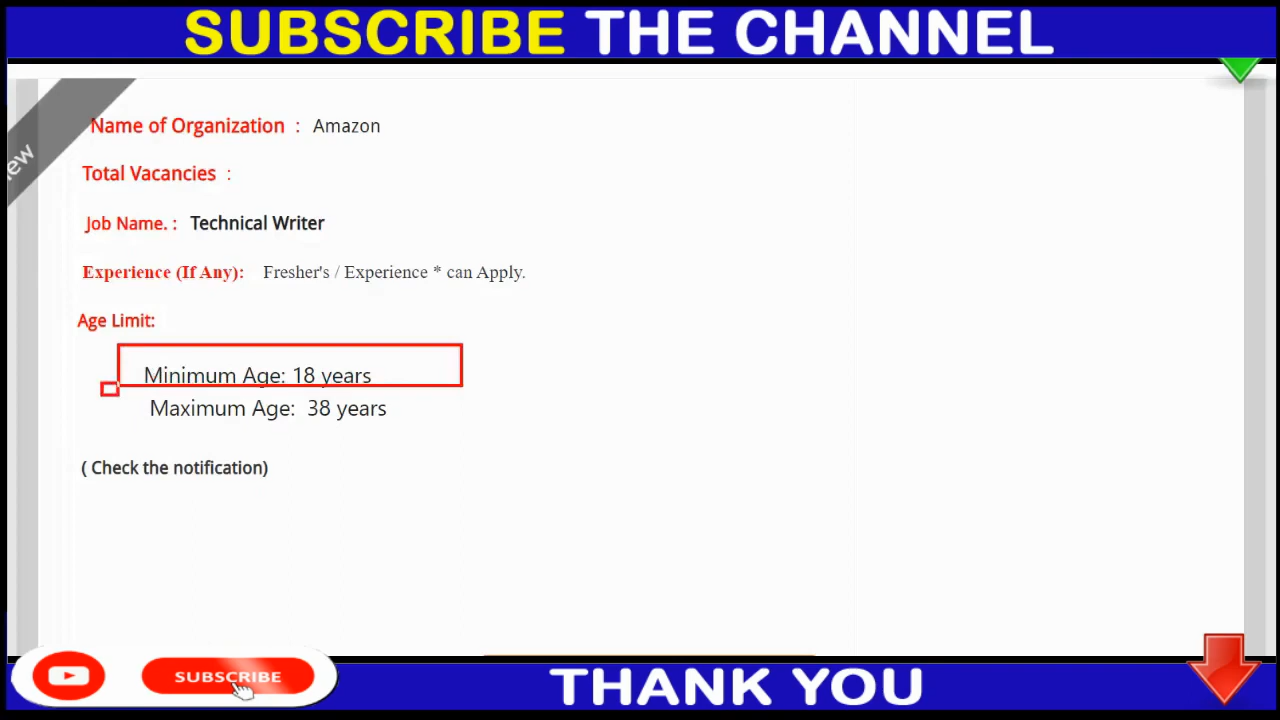 SUBSCRIBE THE CHANNEL
Name of Organization : Amazon
Total Vacancies :
Job Name. : Technical Writer
Experience (If Any): Fresher's / Experience * can Apply.
Age Limit:
Minimum Age: 18 years
Maximum Age: 38 years
( Check the notification)
SUBSCRIBE
THANK YOU